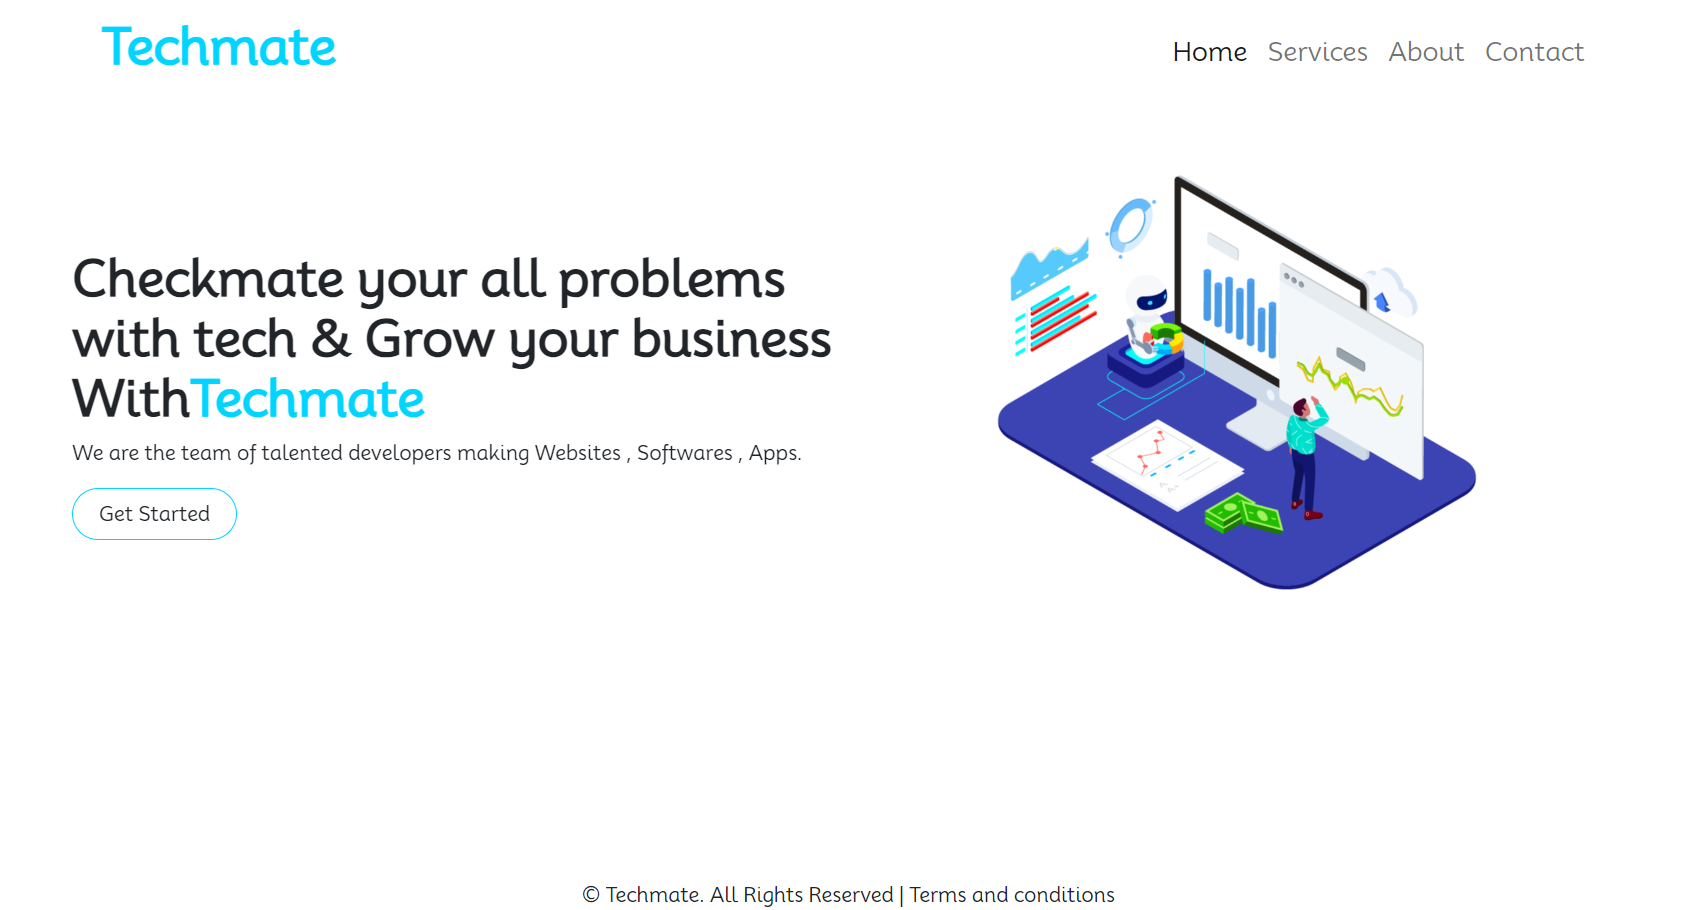 Techmate
Home Services About Contact
Checkmate your all problems
with tech & Grow your business
WithTechmate
We are the team of talented developers making Websites , Softwares , Apps.
Get Started
A+
A+
© Techmate. All Rights Reserved | Terms and conditions